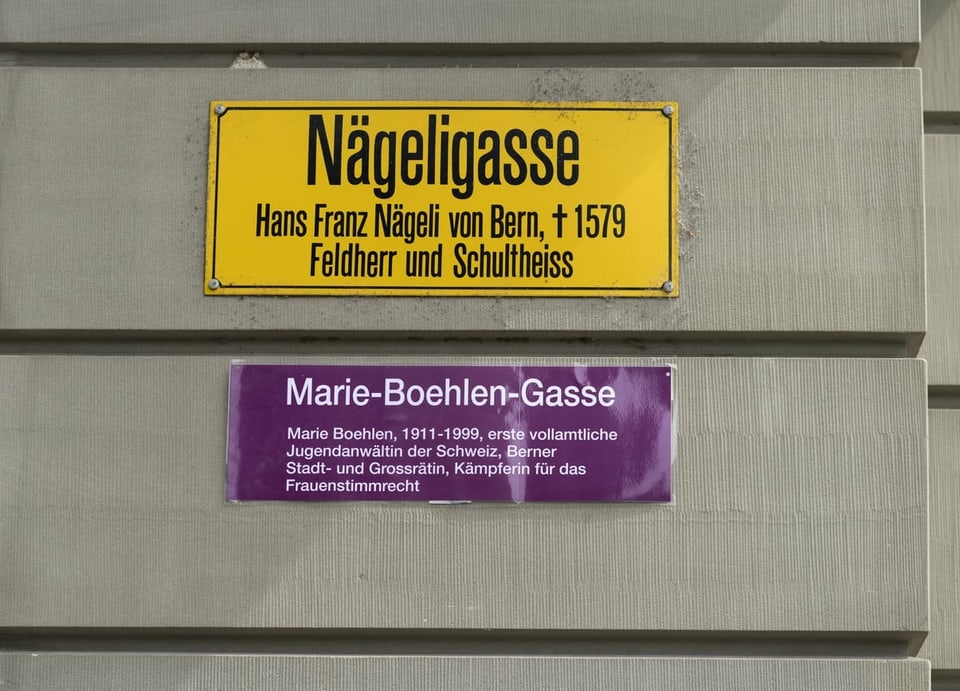 Nägeligasse
Hans Franz Nägeli von Bern, † 1579
Feldherr und Schultheiss
Marie-Boehlen-Gasse
Marie Boehlen, 1911-1999, erste vollamtliche
Jugendanwältin der Schweiz, Berner
Stadt- und Grossrätin, Kämpferin für das
Frauenstimmrecht